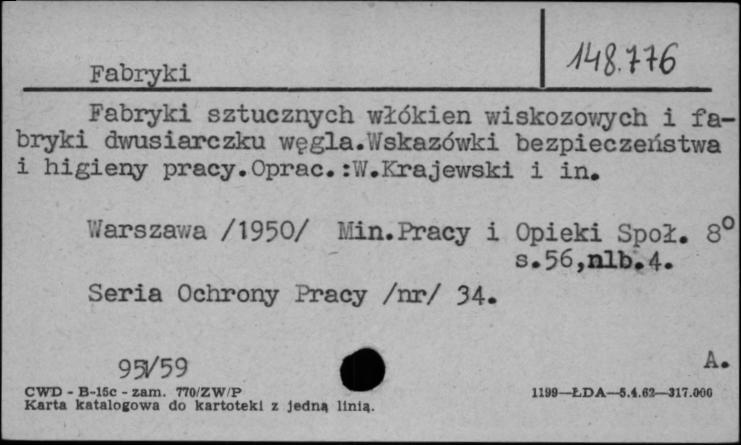 Fabryki
148.776
Fabryki sztucznych włókien wiskozowych i fa-
bryki dwusiarczku węgla.Wskazówki bezpieczeństwa
i higieny pracy.Oprac.:W.Krajewski i in.
Warszawa /1950/ Min.Pracy i Opieki Społ. 8°
s.56,nlb.4.
Seria Ochrony Pracy /nr/ 34.
A.
CWD - B-15c - zam. 770/ZW/P
1199—ŁDA—5.4.62—317.000
Karta katalogowa do kartoteki z jedną linią.